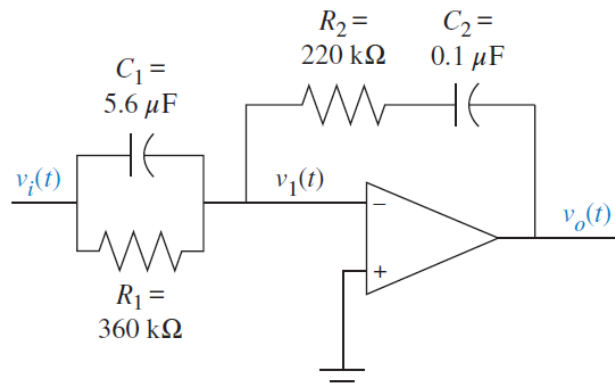 R₂ =
220 kΩ
C₂ =
0.1 μF
C₁ =
5.6 μF
vᵢ(t)
v₁(t)
−
+
vₒ(t)
R₁ =
360 kΩ